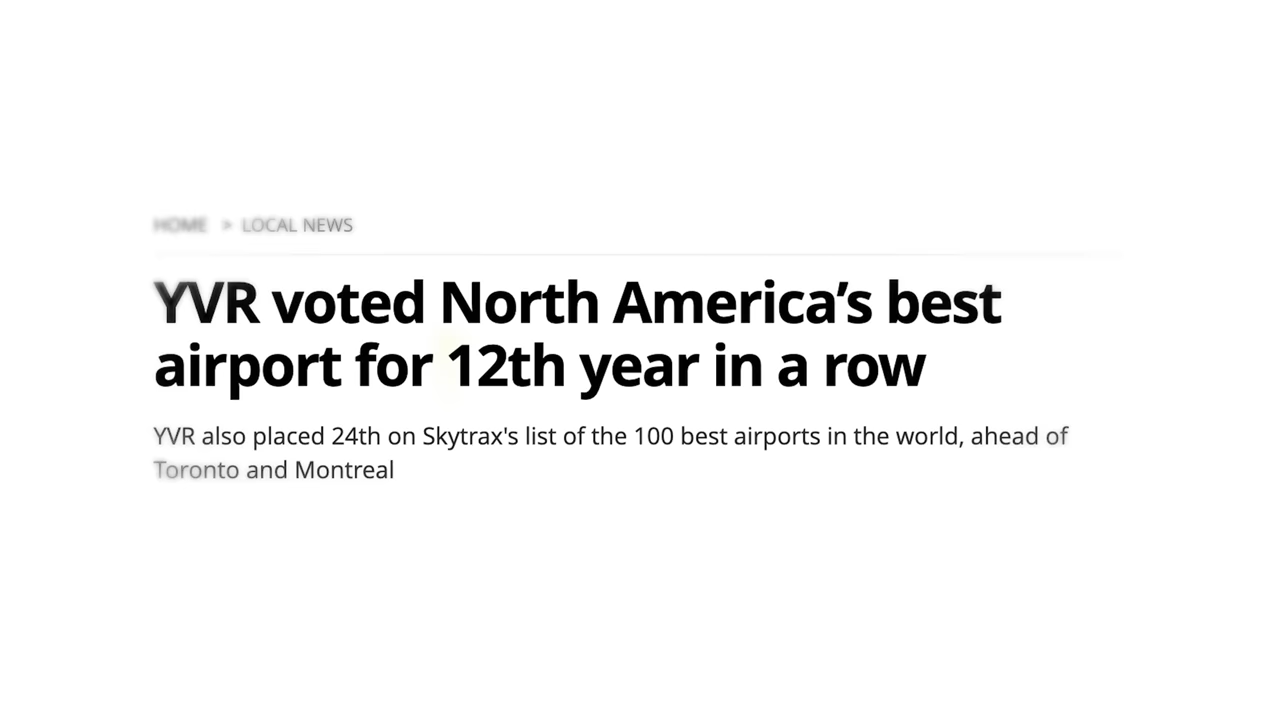 HOME > LOCAL NEWS
YVR voted North America’s best
airport for 12th year in a row
YVR also placed 24th on Skytrax's list of the 100 best airports in the world, ahead of
Toronto and Montreal